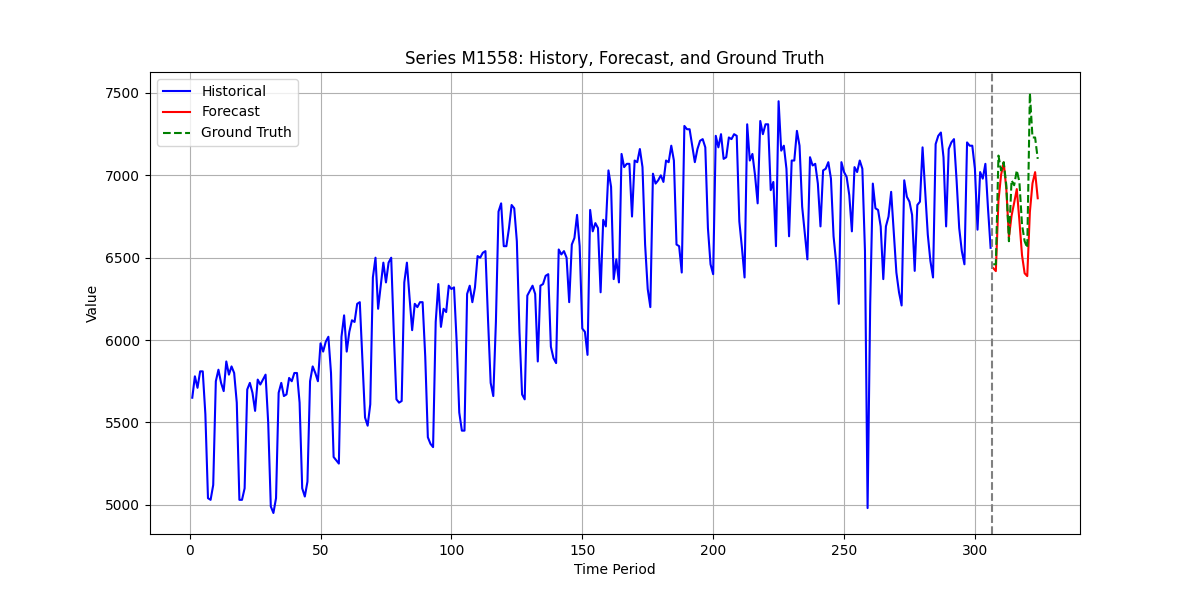 Series M1558: History, Forecast, and Ground Truth
Historical
Forecast
Ground Truth
Value
7500
7000
6500
6000
5500
5000
0 50 100 150 200 250 300
Time Period